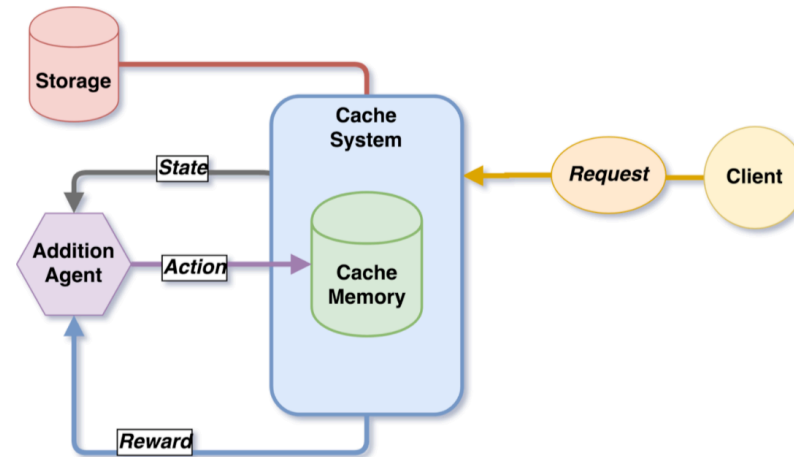 Storage
Cache
System
State
Request
Client
Addition
Agent
Action
Cache
Memory
Reward